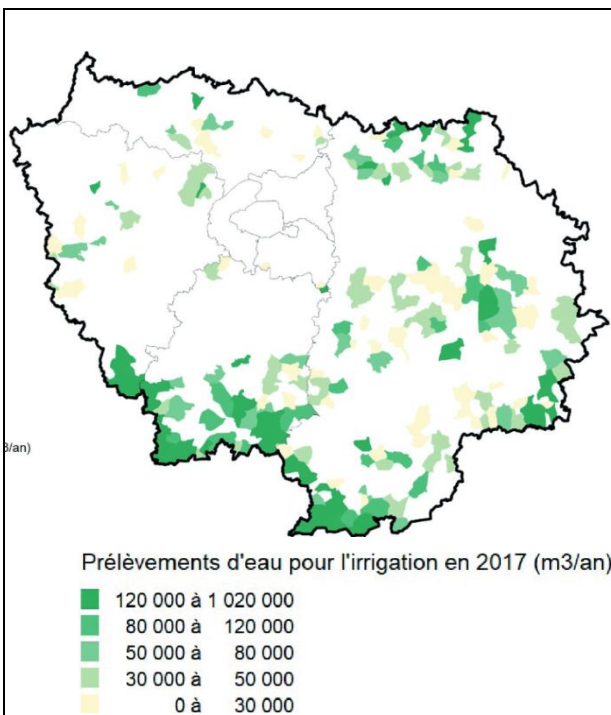 3/an)
Prélèvements d'eau pour l'irrigation en 2017 (m3/an)
120 000 à 1 020 000
80 000 à 120 000
50 000 à 80 000
30 000 à 50 000
0 à 30 000